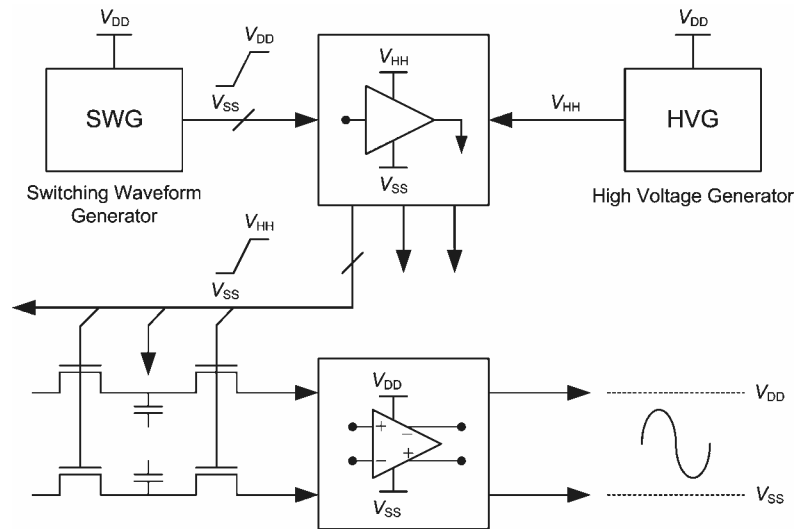 VDD
VDD
VDD
VSS
VHH
VSS
SWG
VHH
HVG
Switching Waveform
Generator
High Voltage Generator
VHH
VSS
VDD
+
−
−
+
VSS
VDD
VSS